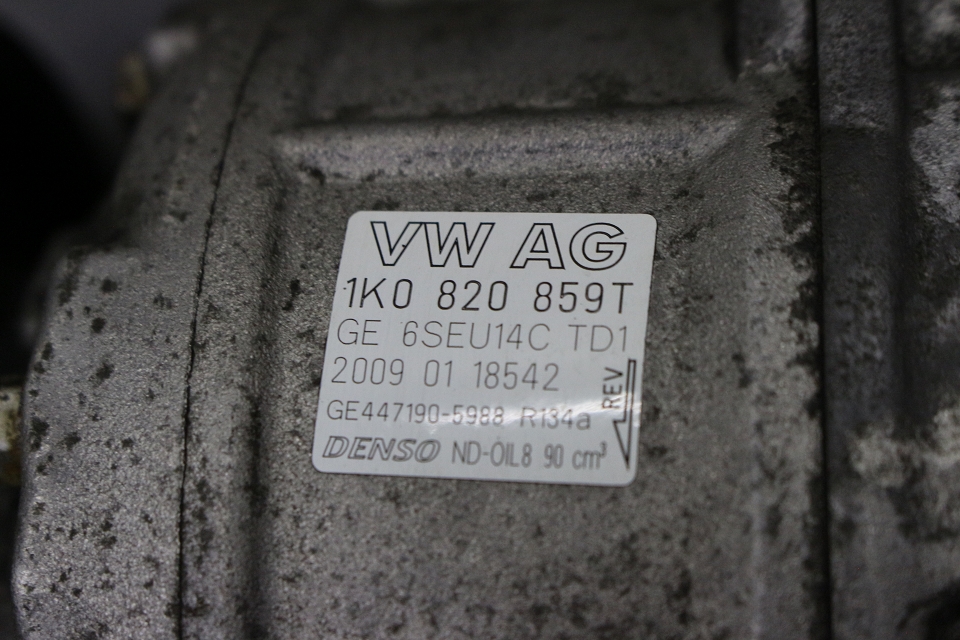 VW AG
1K0 820 859T
GE 6SEU14C TD1
2009 01 18542
GE447190-5988 R134a
REV
DENSO ND-OIL8 90 cm³